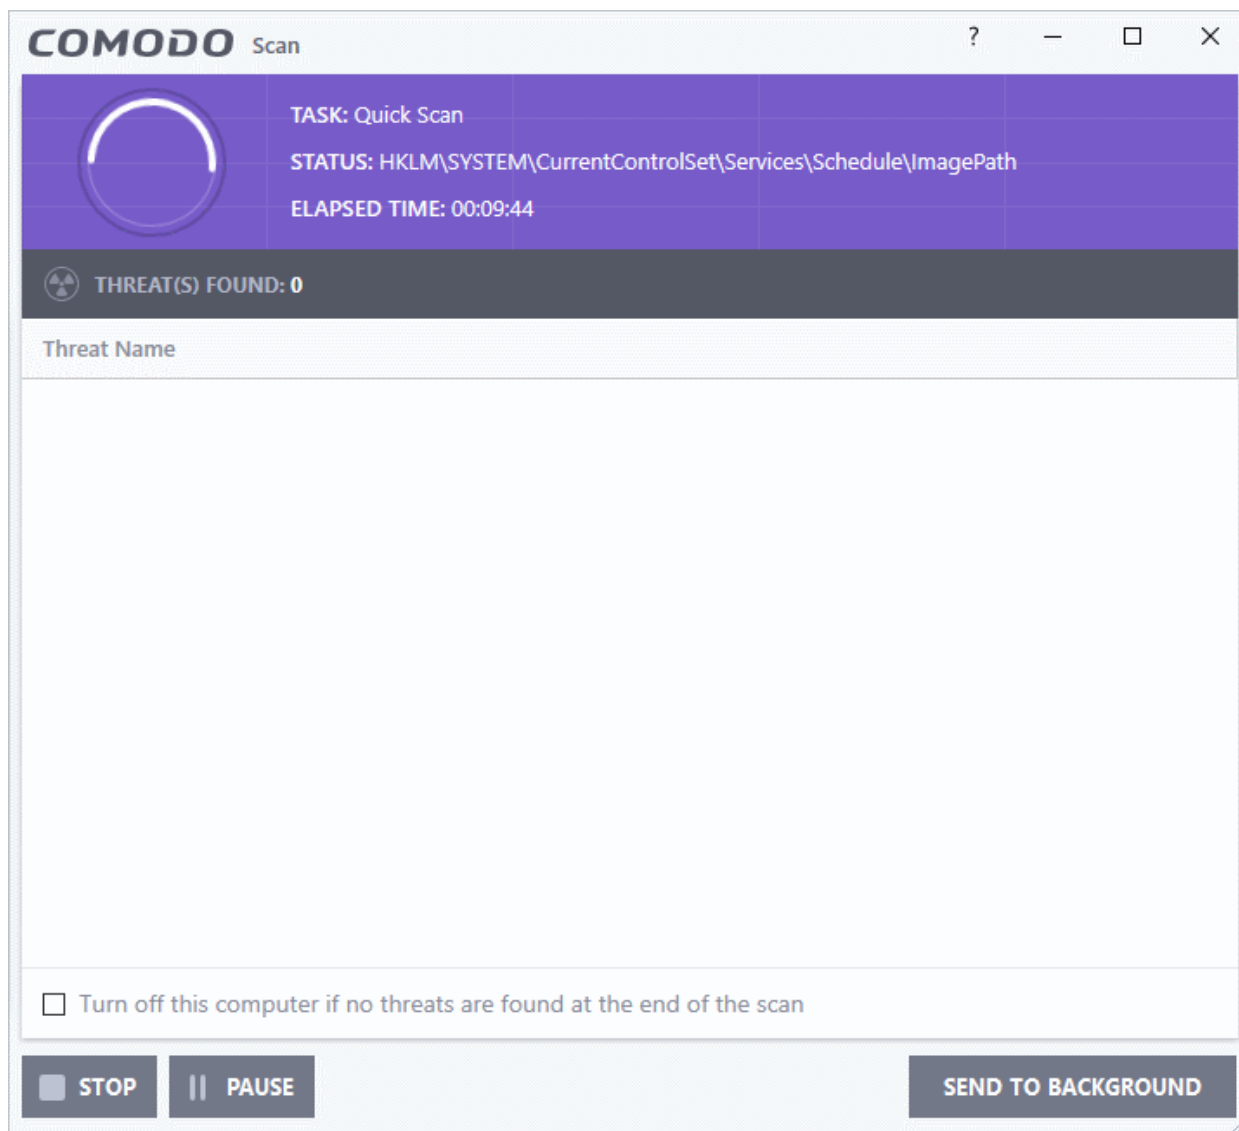 COMODO Scan ?
TASK: Quick Scan
STATUS: HKLM\SYSTEM\CurrentControlSet\Services\Schedule\ImagePath
ELAPSED TIME: 00:09:44
THREAT(S) FOUND: 0
Threat Name
Turn off this computer if no threats are found at the end of the scan
STOP PAUSE SEND TO BACKGROUND